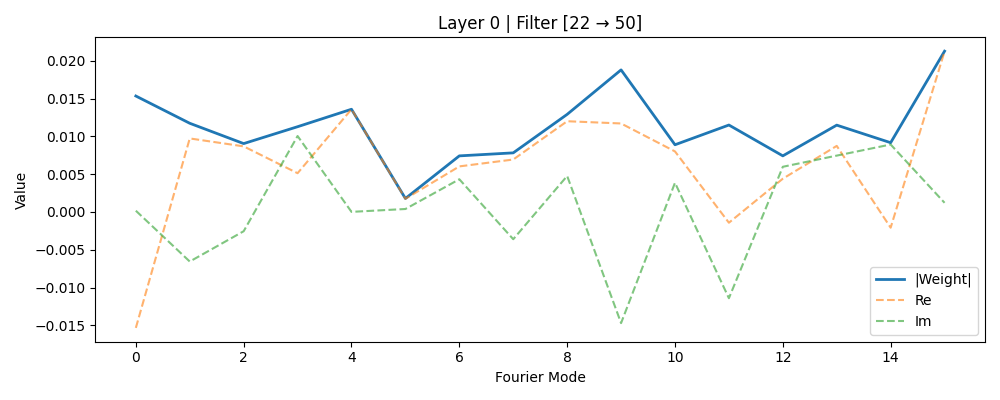 Layer 0 | Filter [22 → 50]
Value
0.020
0.015
0.010
0.005
0.000
−0.005
−0.010
−0.015
|Weight|
Re
Im
0 2 4 6 8 10 12 14
Fourier Mode